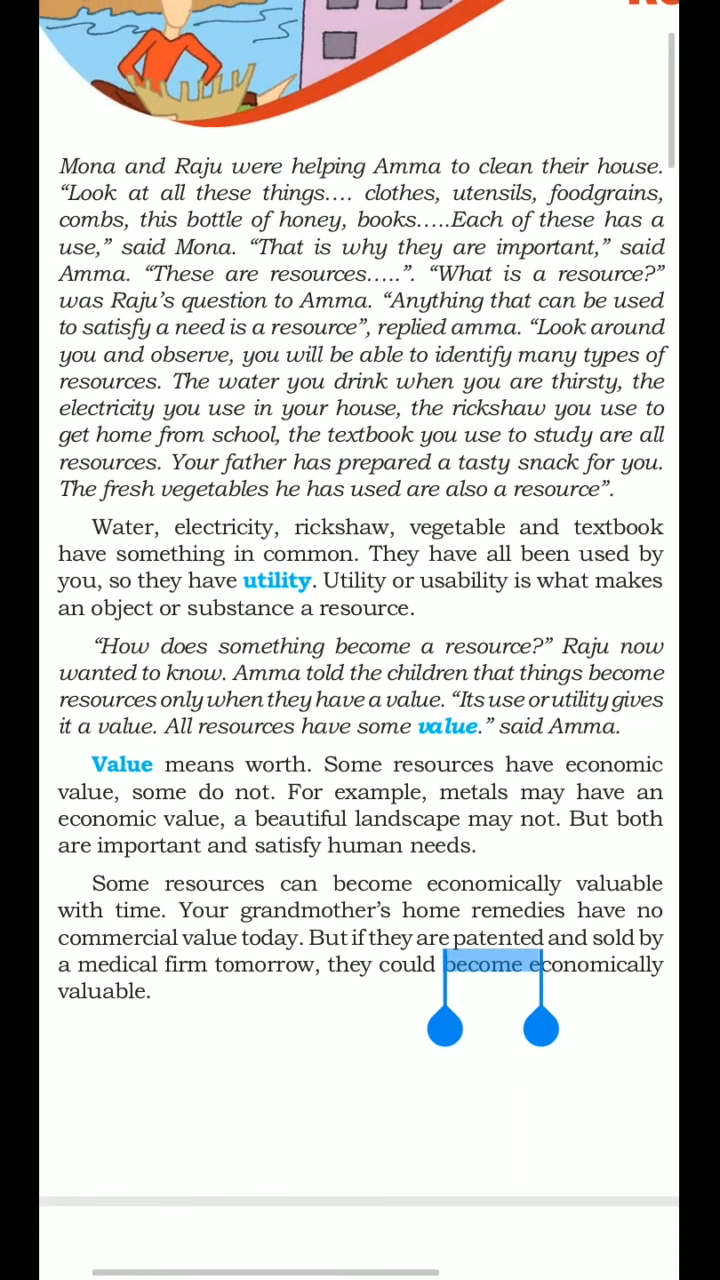 Mona and Raju were helping Amma to clean their house.
“Look at all these things.... clothes, utensils, foodgrains,
combs, this bottle of honey, books.....Each of these has a
use,” said Mona. “That is why they are important,” said
Amma. “These are resources.....”. “What is a resource?”
was Raju’s question to Amma. “Anything that can be used
to satisfy a need is a resource”, replied amma. “Look around
you and observe, you will be able to identify many types of
resources. The water you drink when you are thirsty, the
electricity you use in your house, the rickshaw you use to
get home from school, the textbook you use to study are all
resources. Your father has prepared a tasty snack for you.
The fresh vegetables he has used are also a resource”.
Water, electricity, rickshaw, vegetable and textbook
have something in common. They have all been used by
you, so they have utility. Utility or usability is what makes
an object or substance a resource.
“How does something become a resource?” Raju now
wanted to know. Amma told the children that things become
resources only when they have a value. “Its use or utility gives
it a value. All resources have some value.” said Amma.
Value means worth. Some resources have economic
value, some do not. For example, metals may have an
economic value, a beautiful landscape may not. But both
are important and satisfy human needs.
Some resources can become economically valuable
with time. Your grandmother’s home remedies have no
commercial value today. But if they are patented and sold by
a medical firm tomorrow, they could become economically
valuable.